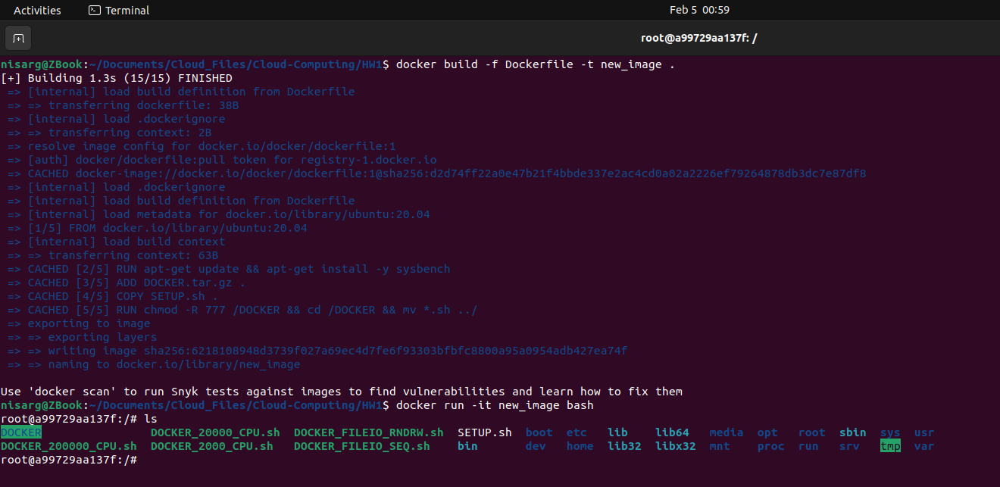 Activities Terminal Feb 5 00:59
root@a99729aa137f: /
nisarg@ZBook:~/Documents/Cloud_Files/Cloud-Computing/HW1$ docker build -f Dockerfile -t new_image .
[+] Building 1.3s (15/15) FINISHED
=> [internal] load build definition from Dockerfile
=> => transferring dockerfile: 38B
=> [internal] load .dockerignore
=> => transferring context: 2B
=> resolve image config for docker.io/docker/dockerfile:1
=> [auth] docker/dockerfile:pull token for registry-1.docker.io
=> CACHED docker-image://docker.io/docker/dockerfile:1@sha256:d2d74ff22a0e47b21f4bbde337e2ac4cd0a02a2226ef79264878db3dc7e87df8
=> [internal] load .dockerignore
=> [internal] load build definition from Dockerfile
=> [internal] load metadata for docker.io/library/ubuntu:20.04
=> [1/5] FROM docker.io/library/ubuntu:20.04
=> [internal] load build context
=> => transferring context: 63B
=> CACHED [2/5] RUN apt-get update && apt-get install -y sysbench
=> CACHED [3/5] ADD DOCKER.tar.gz .
=> CACHED [4/5] COPY SETUP.sh .
=> CACHED [5/5] RUN chmod -R 777 /DOCKER && cd /DOCKER && mv *.sh ../
=> exporting to image
=> => exporting layers
=> => writing image sha256:6218108948d3739f027a69ec4d7fe6f93303bfbfc8800a95a0954adb427ea74f
=> => naming to docker.io/library/new_image
Use 'docker scan' to run Snyk tests against images to find vulnerabilities and learn how to fix them
nisarg@ZBook:~/Documents/Cloud_Files/Cloud-Computing/HW1$ docker run -it new_image bash
root@a99729aa137f:/# ls
DOCKER DOCKER_20000_CPU.sh DOCKER_FILEIO_RNDRW.sh SETUP.sh boot etc lib lib64 media opt root sbin sys usr
DOCKER_200000_CPU.sh DOCKER_2000_CPU.sh DOCKER_FILEIO_SEQ.sh bin dev home lib32 libx32 mnt proc run srv tmp var
root@a99729aa137f:/#